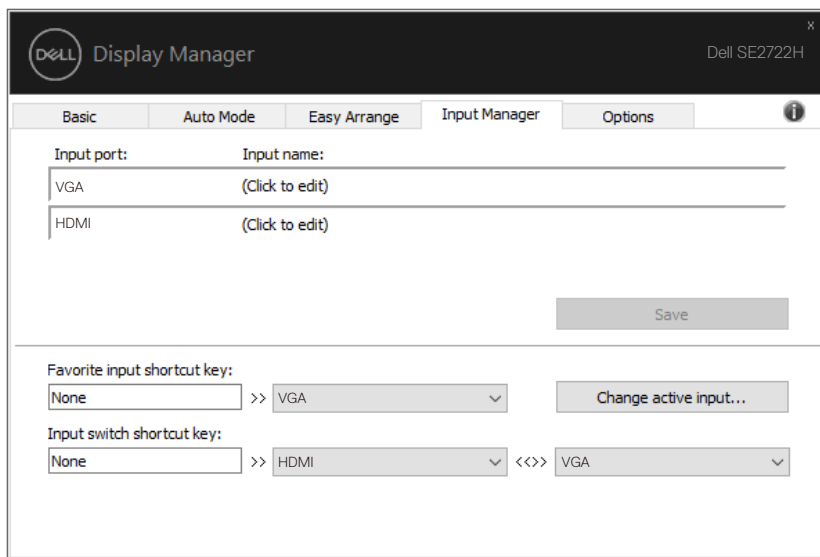 x
DELL Display Manager Dell SE2722H
Basic Auto Mode Easy Arrange Input Manager Options i
Input port: Input name:
VGA (Click to edit)
HDMI (Click to edit)
Save
Favorite input shortcut key:
None >> VGA Change active input...
Input switch shortcut key:
None >> HDMI <<>> VGA